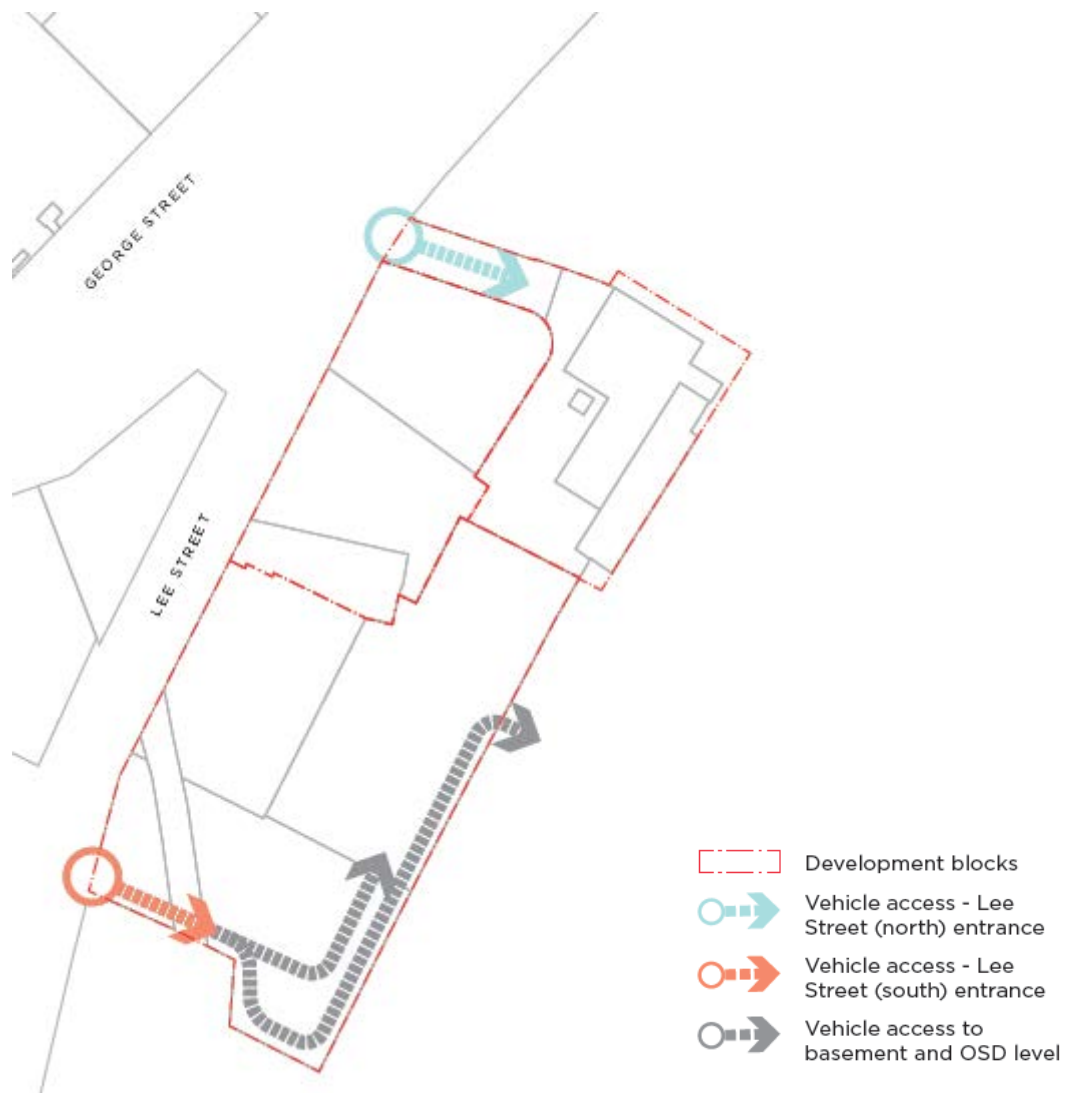 GEORGE STREET
LEE STREET
Development blocks
Vehicle access - Lee
Street (north) entrance
Vehicle access - Lee
Street (south) entrance
Vehicle access to
basement and OSD level